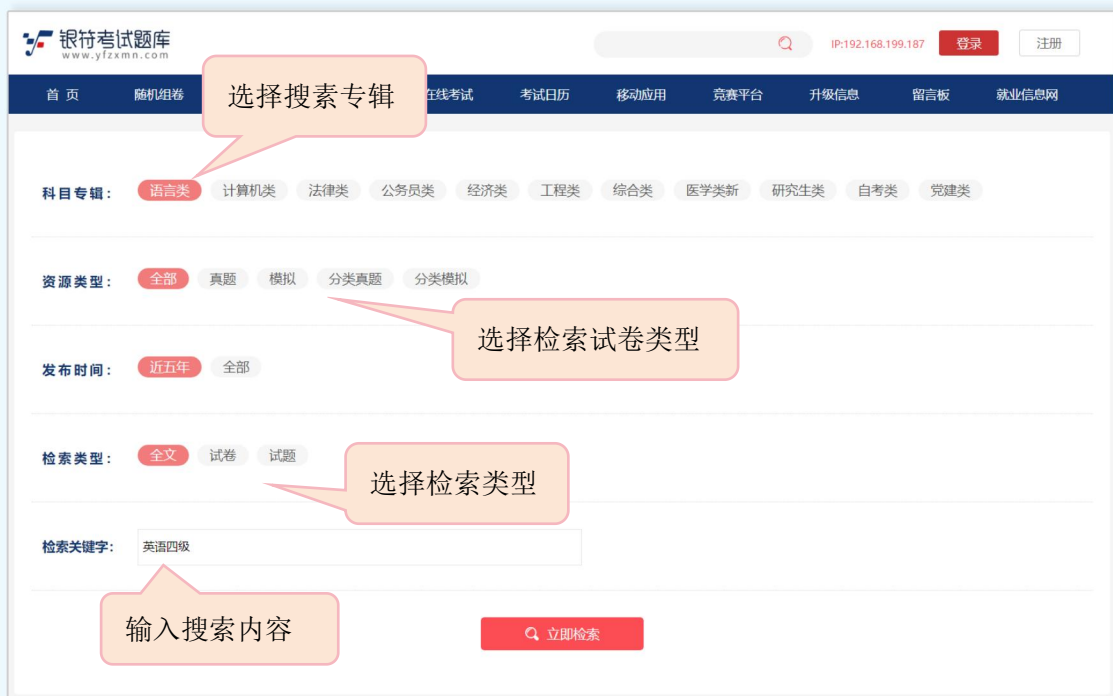 银符考试题库
www.yfzxmn.com
IP:192.168.199.187
登录
注册
首 页
随机组卷
选择搜素专辑
在线考试
考试日历
移动应用
竞赛平台
升级信息
留言板
就业信息网
科目专辑： 语言类 计算机类 法律类 公务员类 经济类 工程类 综合类 医学类新 研究生类 自考类 党建类
资源类型： 全部 真题 模拟 分类真题 分类模拟
选择检索试卷类型
发布时间： 近五年 全部
检索类型： 全文 试卷 试题
选择检索类型
检索关键字： 英语四级
输入搜索内容
立即检索